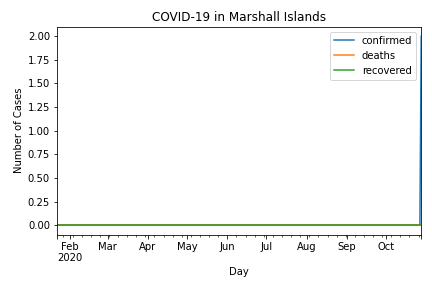 COVID-19 in Marshall Islands
confirmed
deaths
recovered
Number of Cases
2.00
1.75
1.50
1.25
1.00
0.75
0.50
0.25
0.00
Feb Mar Apr May Jun Jul Aug Sep Oct
2020
Day